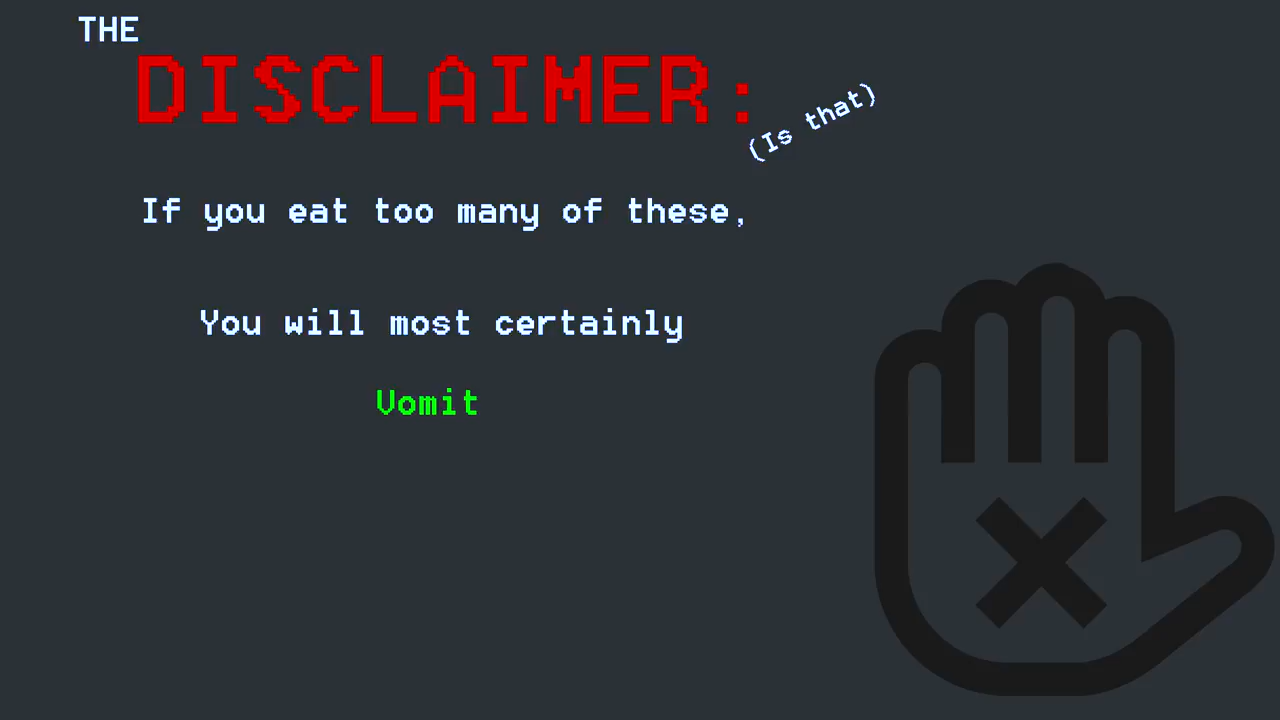 THE
DISCLAIMER:
(Is that)
If you eat too many of these,
You will most certainly
Vomit